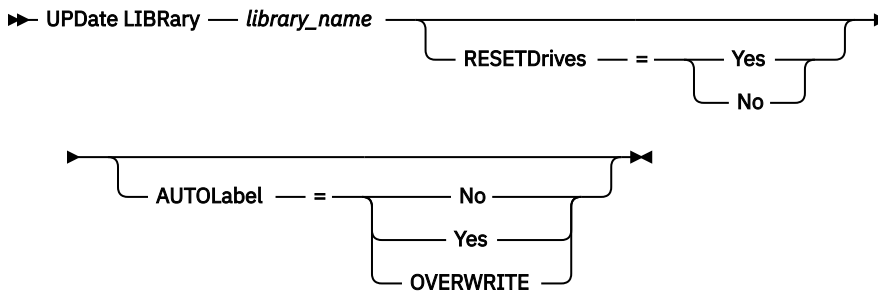 UPDate LIBRary library_name
RESETDrives = Yes
No
AUTOLabel = No
Yes
OVERWRITE